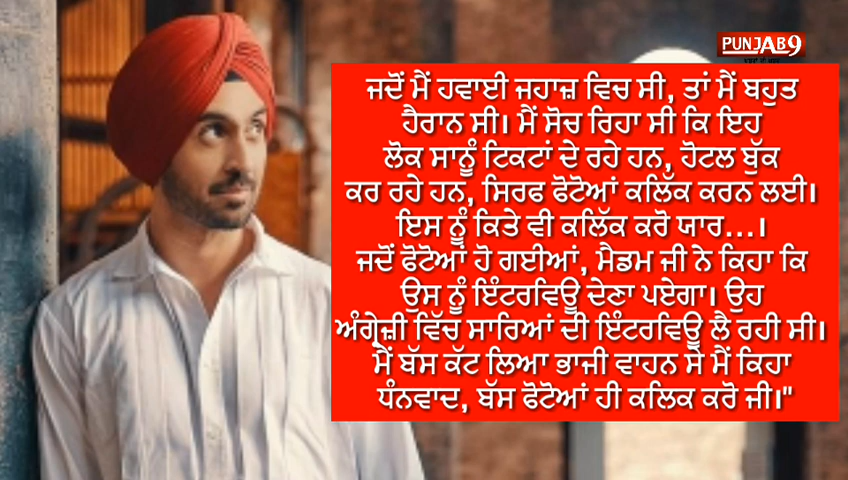 PUNJAB9
ਜਦੋਂ ਮੈਂ ਹਵਾਈ ਜਹਾਜ਼ ਵਿਚ ਸੀ, ਤਾਂ ਮੈਂ ਬਹੁਤ
ਹੈਰਾਨ ਸੀ। ਮੈਂ ਸੋਚ ਰਿਹਾ ਸੀ ਕਿ ਇਹ
ਲੋਕ ਸਾਨੂੰ ਟਿਕਟਾਂ ਦੇ ਰਹੇ ਹਨ, ਹੋਟਲ ਬੁੱਕ
ਕਰ ਰਹੇ ਹਨ, ਸਿਰਫ ਫੋਟੋਆਂ ਕਲਿੱਕ ਕਰਨ ਲਈ।
ਇਸ ਨੂੰ ਕਿਤੇ ਵੀ ਕਲਿੱਕ ਕਰੋ ਯਾਰ...।
ਜਦੋਂ ਫੋਟੋਆਂ ਹੋ ਗਈਆਂ, ਮੈਡਮ ਜੀ ਨੇ ਕਿਹਾ ਕਿ
ਉਸ ਨੂੰ ਇੰਟਰਵਿਊ ਦੇਣਾ ਪਏਗਾ। ਉਹ
ਅੰਗ੍ਰੇਜ਼ੀ ਵਿੱਚ ਸਾਰਿਆਂ ਦੀ ਇੰਟਰਵਿਊ ਲੈ ਰਹੀ ਸੀ।
ਮੈਂ ਬੱਸ ਕੱਟ ਲਿਆ ਭਾਜੀ ਵਾਹਨ ਸੇ ਮੈਂ ਕਿਹਾ
ਧੰਨਵਾਦ, ਬੱਸ ਫੋਟੋਆਂ ਹੀ ਕਲਿਕ ਕਰੋ ਜੀ।"